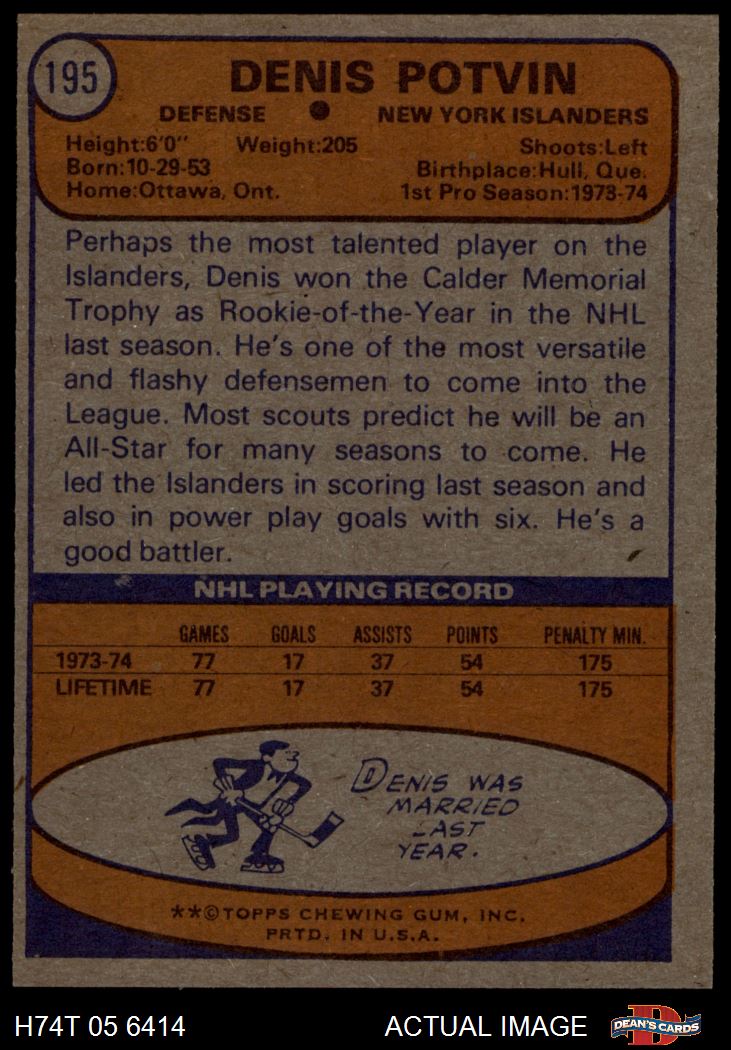 195
DENIS POTVIN
DEFENSE ● NEW YORK ISLANDERS
Height:6'0" Weight:205 Shoots:Left
Born:10-29-53 Birthplace:Hull, Que.
Home:Ottawa, Ont. 1st Pro Season:1973-74
Perhaps the most talented player on the
Islanders, Denis won the Calder Memorial
Trophy as Rookie-of-the-Year in the NHL
last season. He's one of the most versatile
and flashy defensemen to come into the
League. Most scouts predict he will be an
All-Star for many seasons to come. He
led the Islanders in scoring last season and
also in power play goals with six. He's a
good battler.
NHL PLAYING RECORD
GAMES GOALS ASSISTS POINTS PENALTY MIN.
1973-74 77 17 37 54 175
LIFETIME 77 17 37 54 175
DENIS WAS
MARRIED
LAST
YEAR.
**©TOPPS CHEWING GUM, INC.
PRTD. IN U.S.A.
H74T 05 6414 ACTUAL IMAGE
D
DEAN'S CARDS